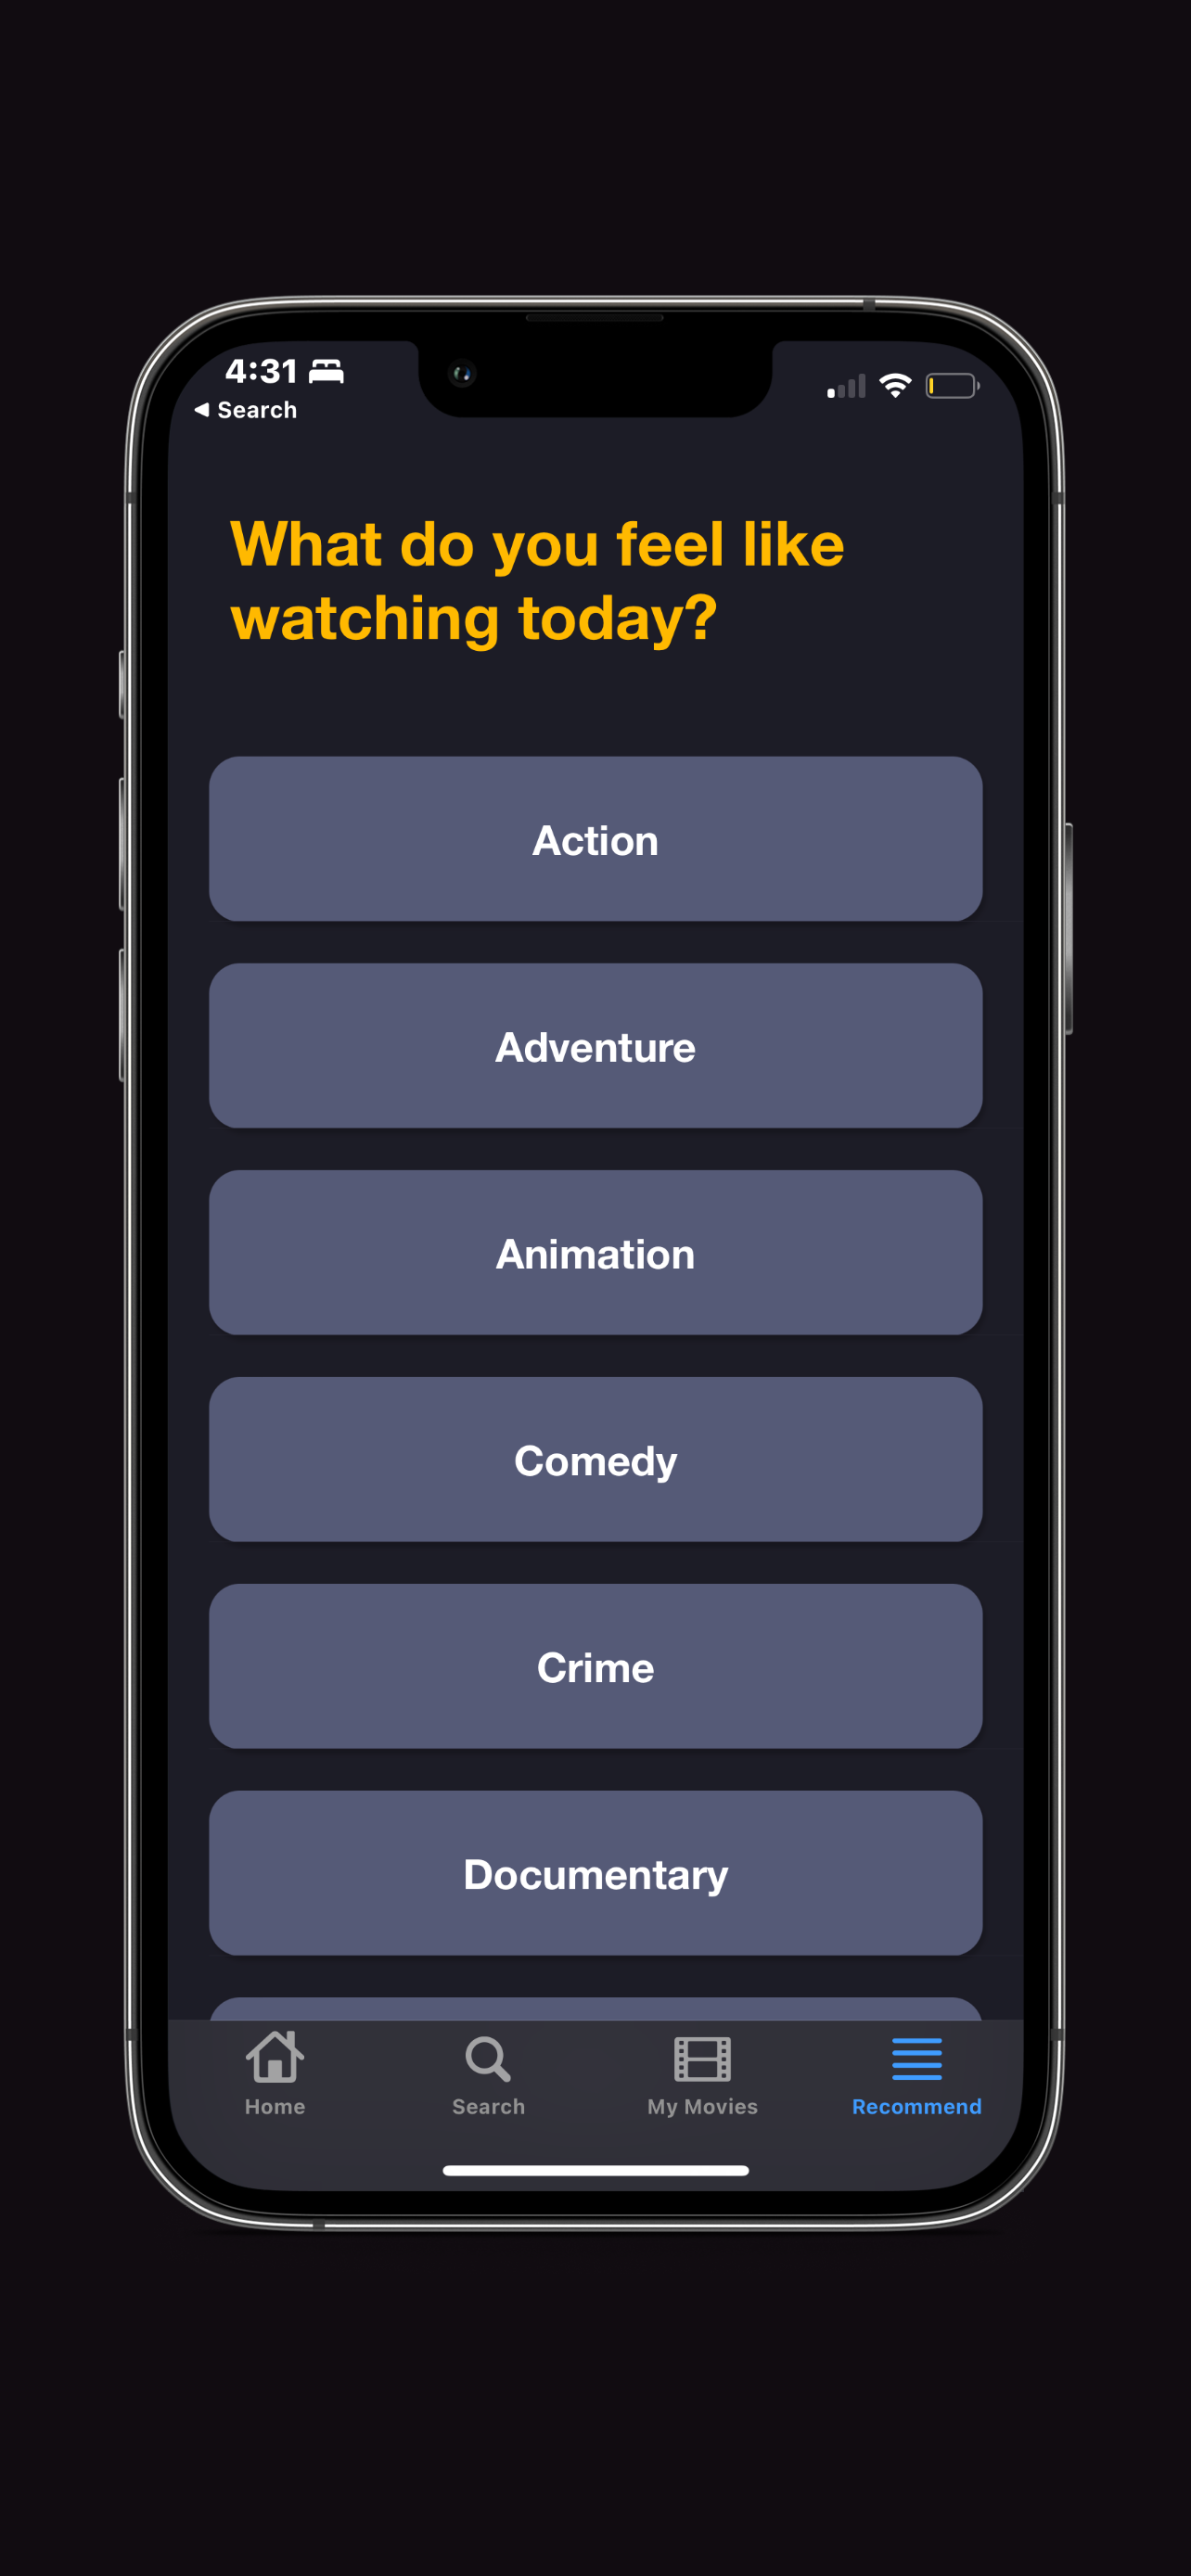 4:31
Search
What do you feel like
watching today?
Action
Adventure
Animation
Comedy
Crime
Documentary
Home
Search
My Movies
Recommend